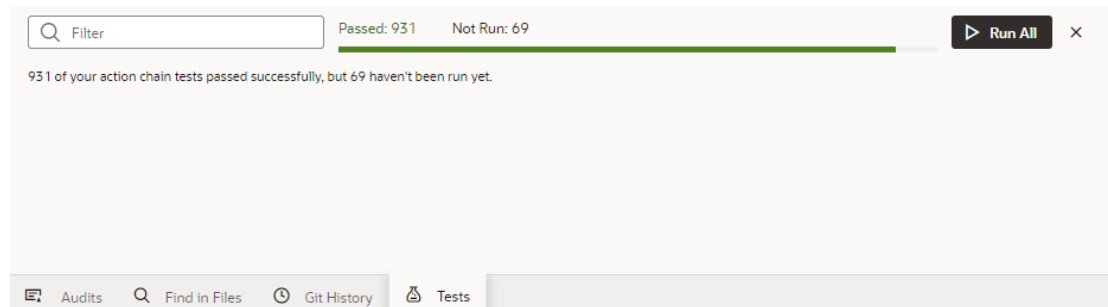 Filter
Passed: 931 Not Run: 69
Run All
931 of your action chain tests passed successfully, but 69 haven't been run yet.
Audits Find in Files Git History Tests